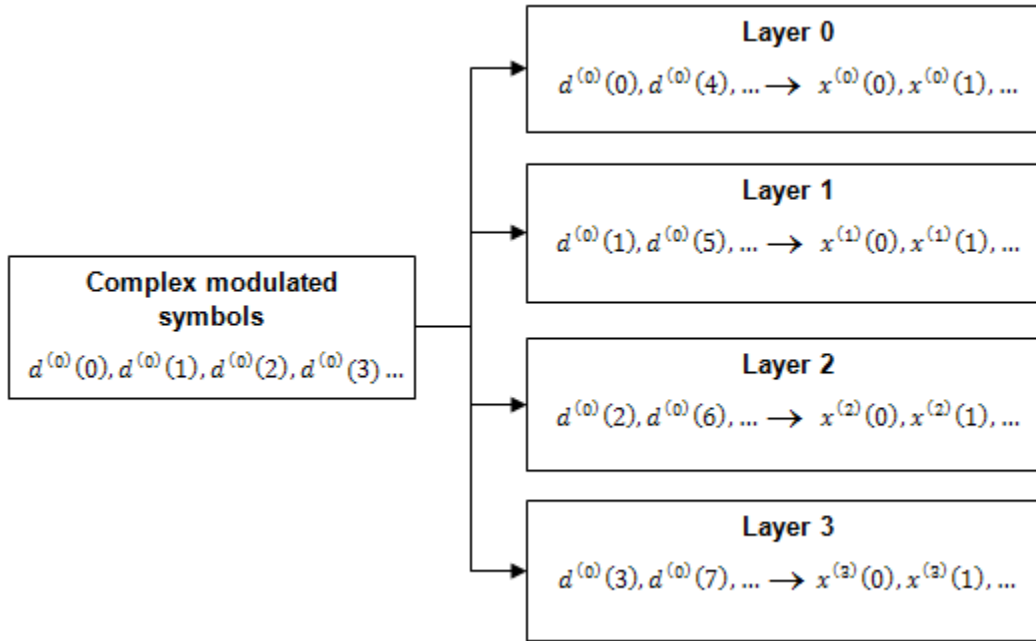 Layer 0
d⁽⁰⁾(0), d⁽⁰⁾(4), ... → x⁽⁰⁾(0), x⁽⁰⁾(1), ...
Layer 1
d⁽⁰⁾(1), d⁽⁰⁾(5), ... → x⁽¹⁾(0), x⁽¹⁾(1), ...
Complex modulated
symbols
d⁽⁰⁾(0), d⁽⁰⁾(1), d⁽⁰⁾(2), d⁽⁰⁾(3) ...
Layer 2
d⁽⁰⁾(2), d⁽⁰⁾(6), ... → x⁽²⁾(0), x⁽²⁾(1), ...
Layer 3
d⁽⁰⁾(3), d⁽⁰⁾(7), ... → x⁽³⁾(0), x⁽³⁾(1), ...